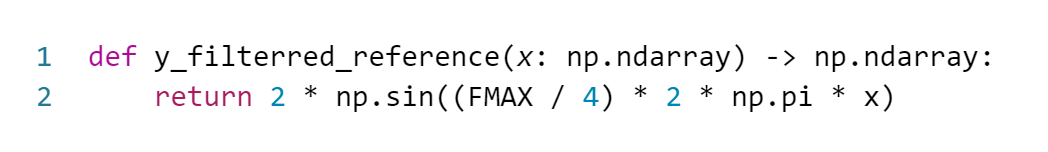 1 def y_filterred_reference(x: np.ndarray) -> np.ndarray:
2     return 2 * np.sin((FMAX / 4) * 2 * np.pi * x)